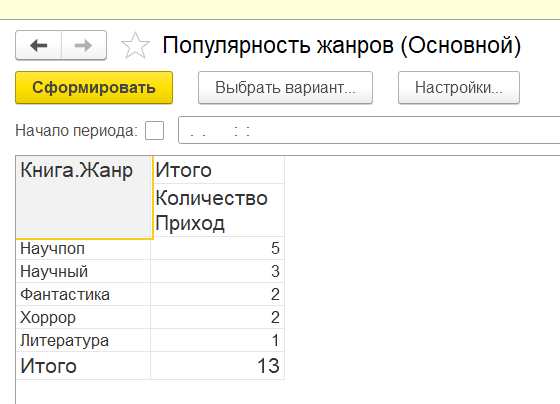 Популярность жанров (Основной)
Сформировать Выбрать вариант... Настройки...
Начало периода: . . : :
Книга.Жанр Итого
Количество
Приход
Научпоп 5
Научный 3
Фантастика 2
Хоррор 2
Литература 1
Итого 13